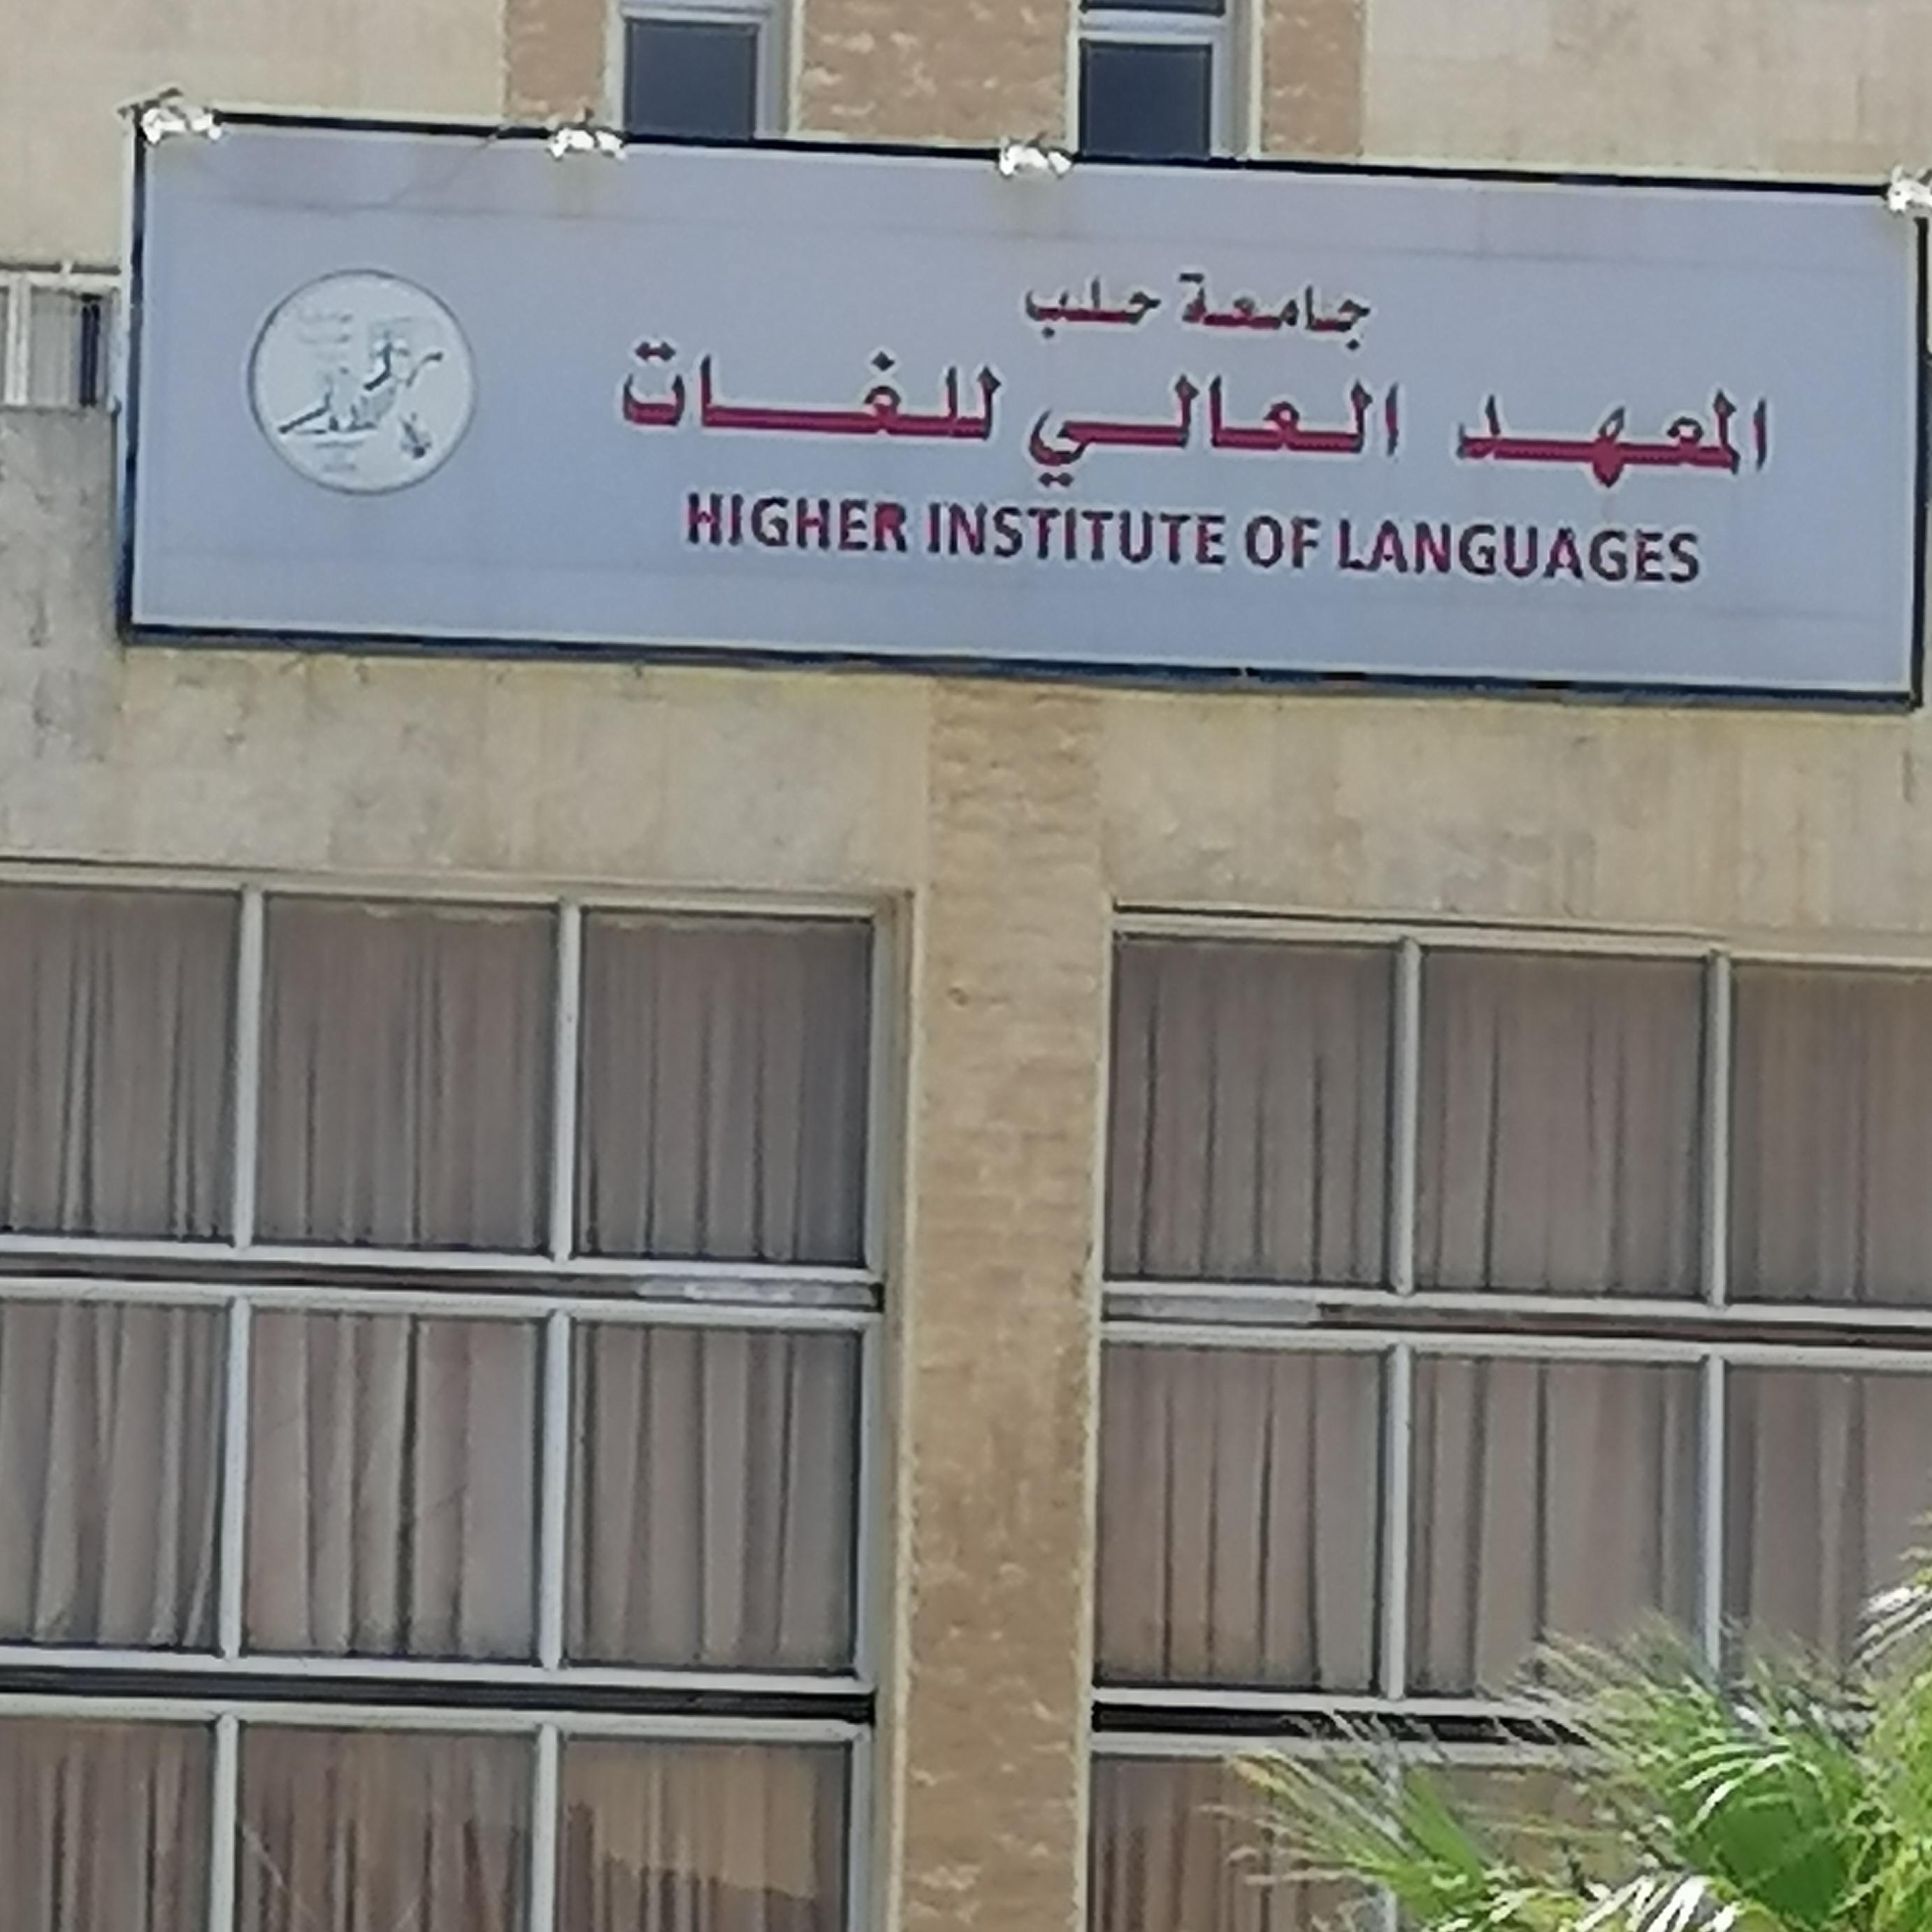 جامعة حلب
المعهد العالي للغات
HIGHER INSTITUTE OF LANGUAGES